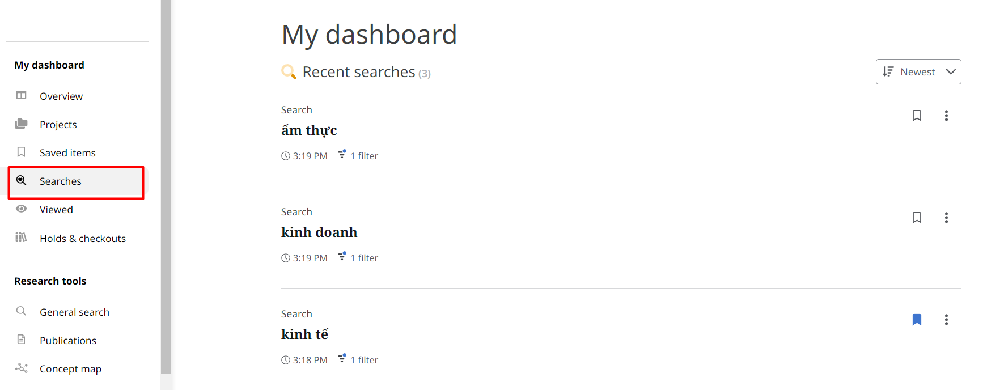 My dashboard
Overview
Projects
Saved items
Searches
Viewed
Holds & checkouts
Research tools
General search
Publications
Concept map
My dashboard
Recent searches (3)
Newest
Search
ẩm thực
3:19 PM 1 filter
Search
kinh doanh
3:19 PM 1 filter
Search
kinh tế
3:18 PM 1 filter